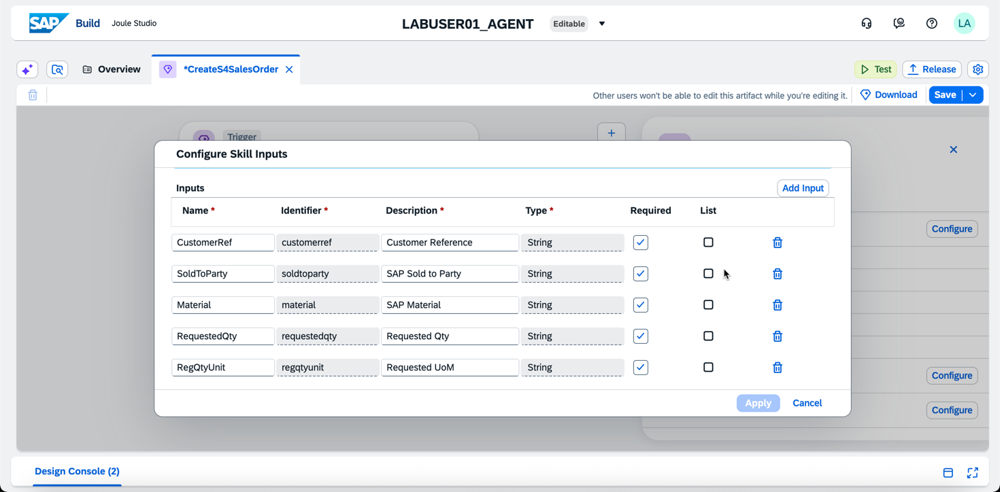 SAP Build Joule Studio LABUSER01_AGENT Editable LA
Overview *CreateS4SalesOrder Test Release
Other users won't be able to edit this artifact while you're editing it. Download Save
Trigger
Configure Skill Inputs
Inputs Add Input
Name * Identifier * Description * Type * Required List
Configure
CustomerRef customerref Customer Reference String
SoldToParty soldtoparty SAP Sold to Party String
Material material SAP Material String
RequestedQty requestedqty Requested Qty String
RegQtyUnit regqtyunit Requested UoM String
Configure
Apply Cancel
Configure
Design Console (2)